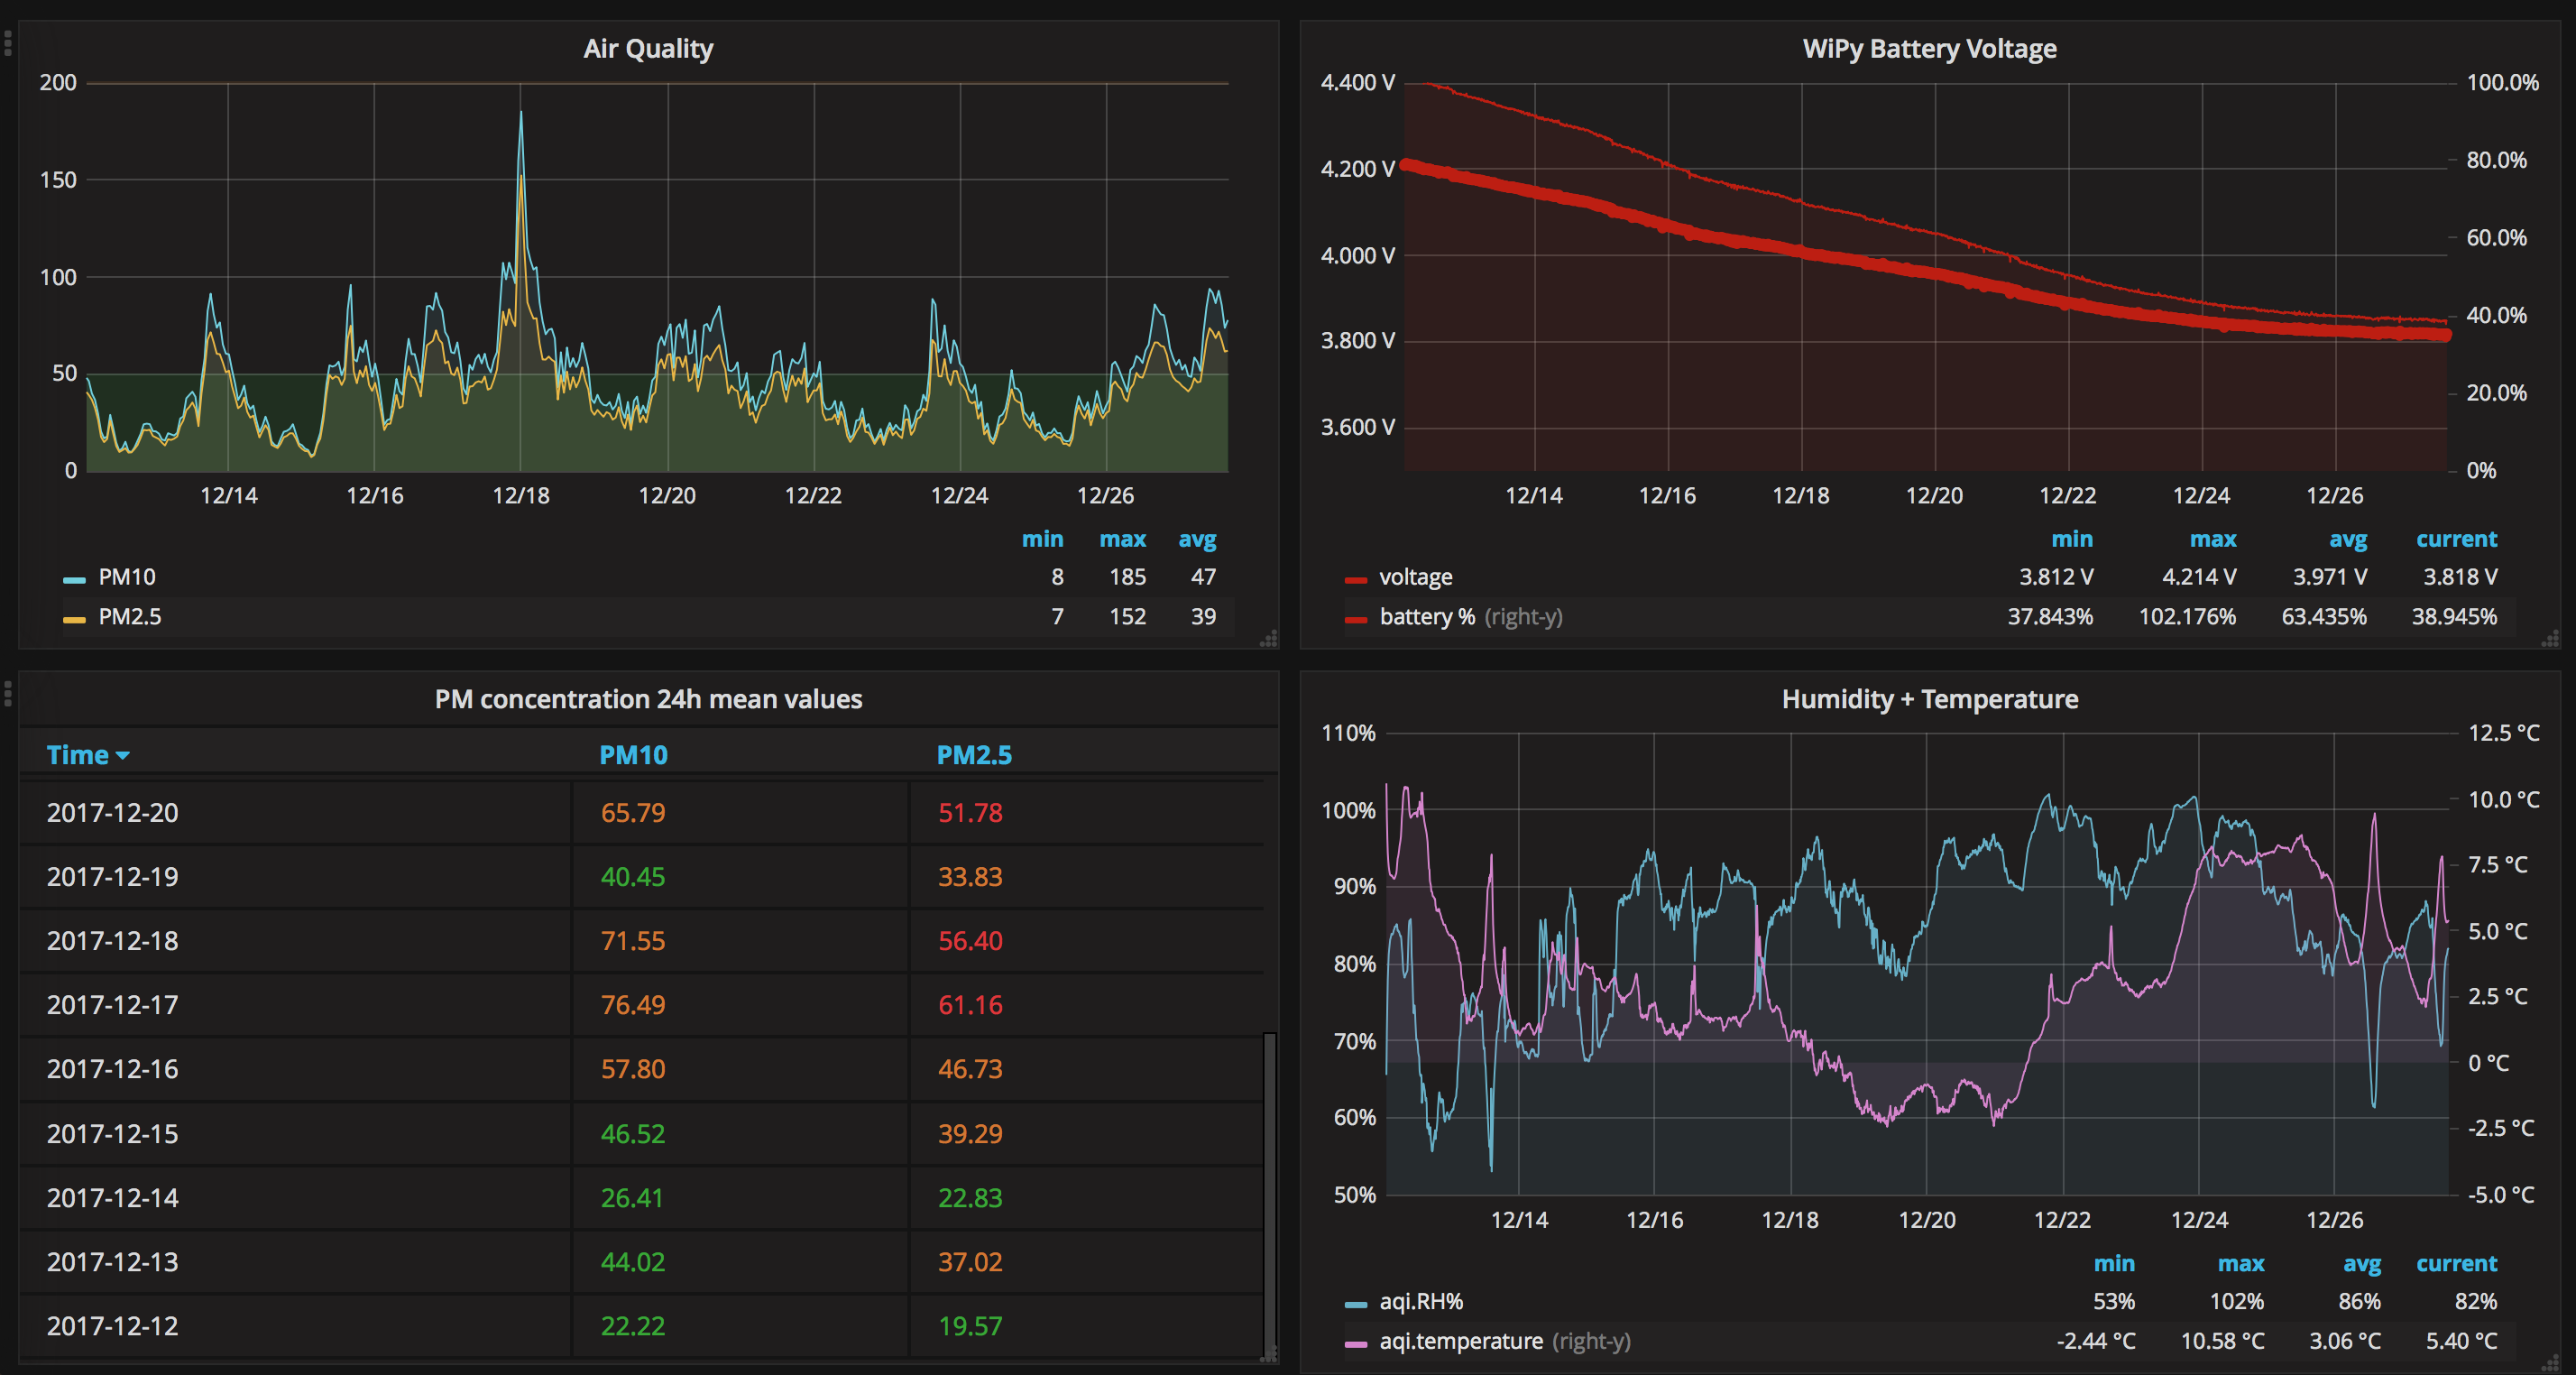 Air Quality
200
150
100
50
0
12/14 12/16 12/18 12/20 12/22 12/24 12/26
min max avg
PM10 8 185 47
PM2.5 7 152 39
WiPy Battery Voltage
4.400 V 100.0%
80.0%
4.200 V
60.0%
4.000 V
40.0%
3.800 V
20.0%
3.600 V
0%
12/14 12/16 12/18 12/20 12/22 12/24 12/26
min max avg current
voltage 3.812 V 4.214 V 3.971 V 3.818 V
battery % (right-y) 37.843% 102.176% 63.435% 38.945%
PM concentration 24h mean values
Time PM10 PM2.5
2017-12-20 65.79 51.78
2017-12-19 40.45 33.83
2017-12-18 71.55 56.40
2017-12-17 76.49 61.16
2017-12-16 57.80 46.73
2017-12-15 46.52 39.29
2017-12-14 26.41 22.83
2017-12-13 44.02 37.02
2017-12-12 22.22 19.57
Humidity + Temperature
110% 12.5 °C
100% 10.0 °C
90% 7.5 °C
80% 5.0 °C
70% 2.5 °C
0 °C
60% -2.5 °C
50% -5.0 °C
12/14 12/16 12/18 12/20 12/22 12/24 12/26
min max avg current
aqi.RH% 53% 102% 86% 82%
aqi.temperature (right-y) -2.44 °C 10.58 °C 3.06 °C 5.40 °C